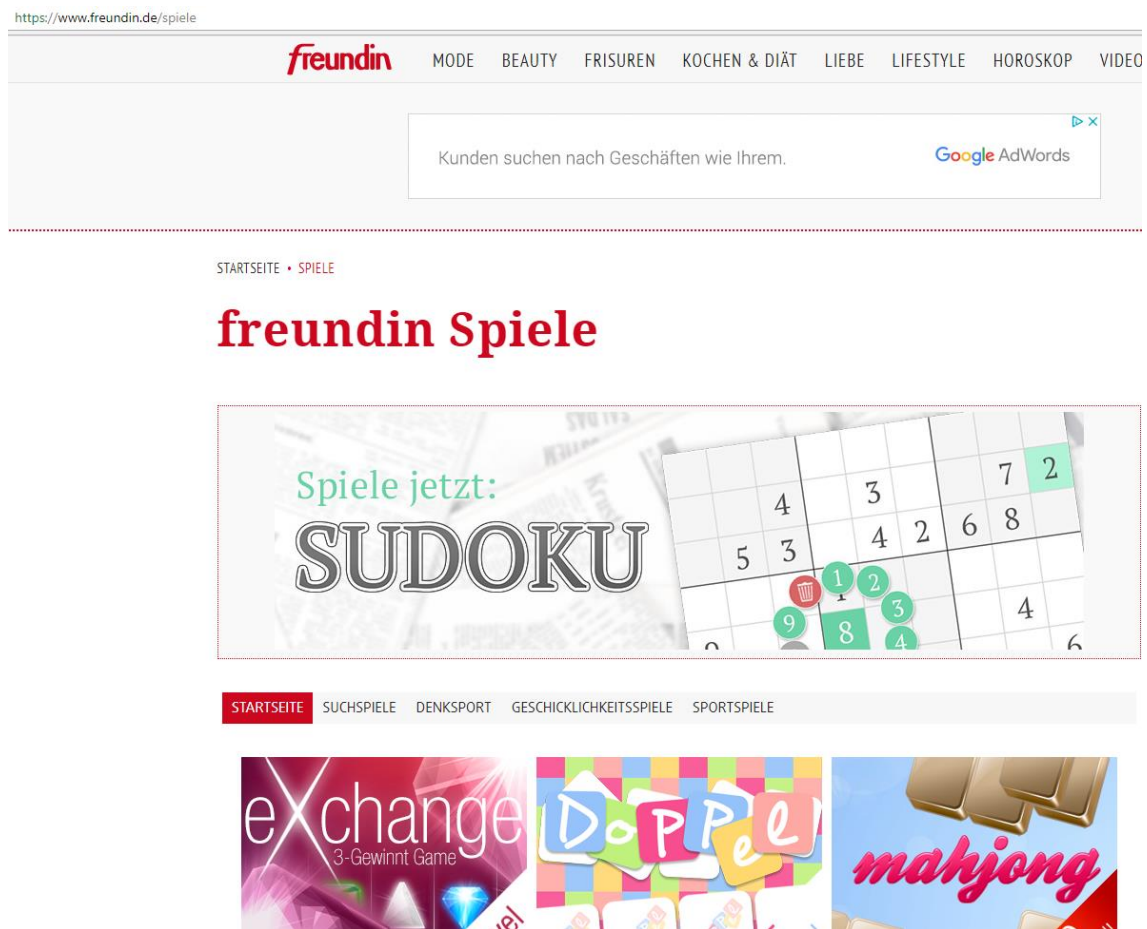 https://www.freundin.de/spiele
freundin MODE BEAUTY FRISUREN KOCHEN & DIÄT LIEBE LIFESTYLE HOROSKOP VIDEO
Kunden suchen nach Geschäften wie Ihrem. Google AdWords
STARTSEITE • SPIELE
freundin Spiele
Spiele jetzt:
SUDOKU
7 2
4 3
5 3 4 2 6 8
1 2
9 8 3 4
4
6
STARTSEITE SUCHSPIELE DENKSPORT GESCHICKLICHKEITSSPIELE SPORTSPIELE
eXchange
3-Gewinnt Game
Doppel
mahjong